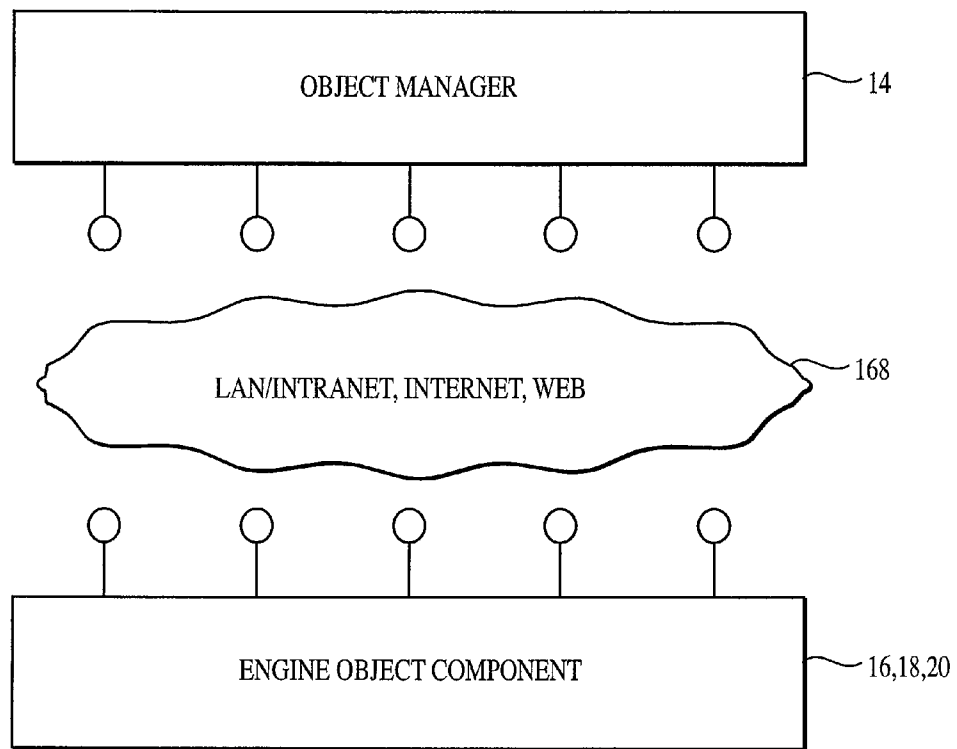 OBJECT MANAGER
14
168
LAN/INTRANET, INTERNET, WEB
ENGINE OBJECT COMPONENT
16,18,20